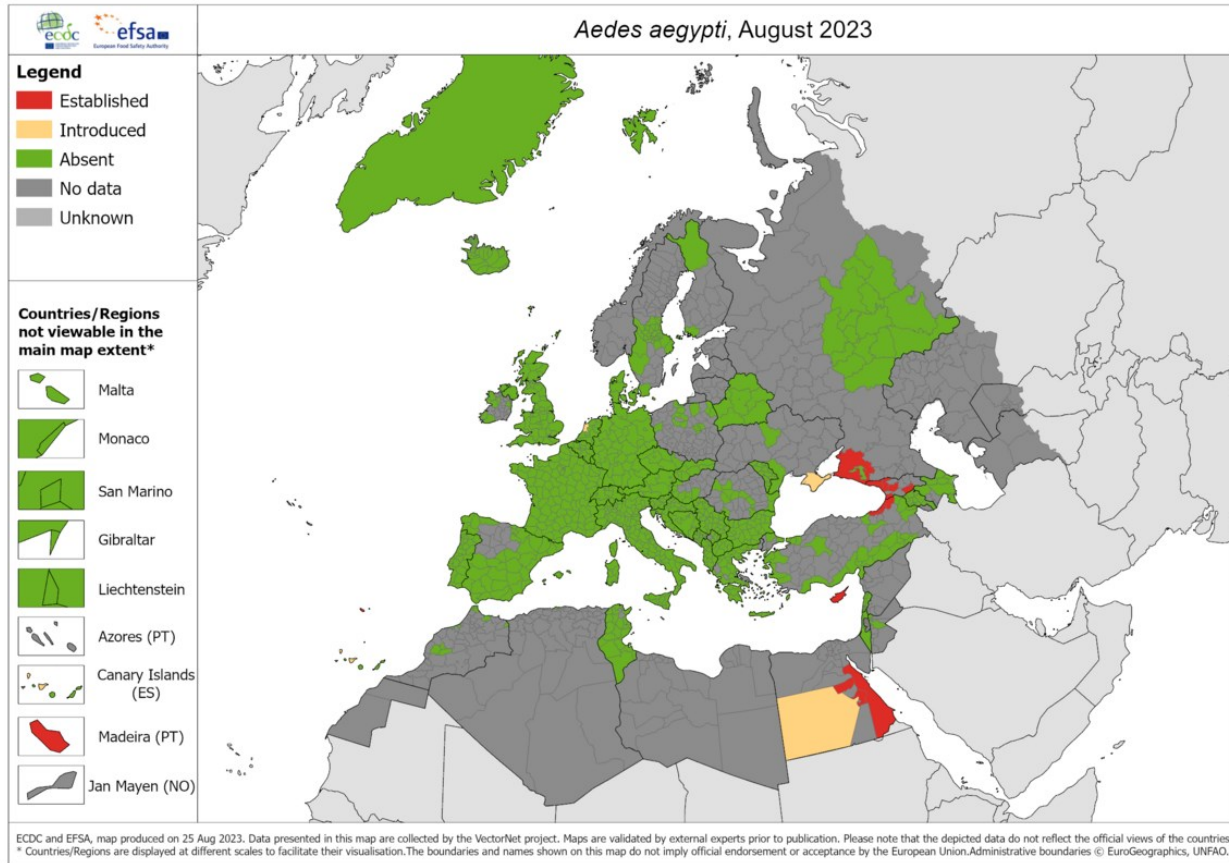 ecdc
efsa
European Food Safety Authority
Aedes aegypti, August 2023
Legend
Established
Introduced
Absent
No data
Unknown
Countries/Regions
not viewable in the
main map extent*
Malta
Monaco
San Marino
Gibraltar
Liechtenstein
Azores (PT)
Canary Islands
(ES)
Madeira (PT)
Jan Mayen (NO)
ECDC and EFSA, map produced on 25 Aug 2023. Data presented in this map are collected by the VectorNet project. Maps are validated by external experts prior to publication. Please note that the depicted data do not reflect the official views of the countries
* Countries/Regions are displayed at different scales to facilitate their visualisation.The boundaries and names shown on this map do not imply official endorsement or acceptance by the European Union.Administrative boundaries © EuroGeographics, UNFAO